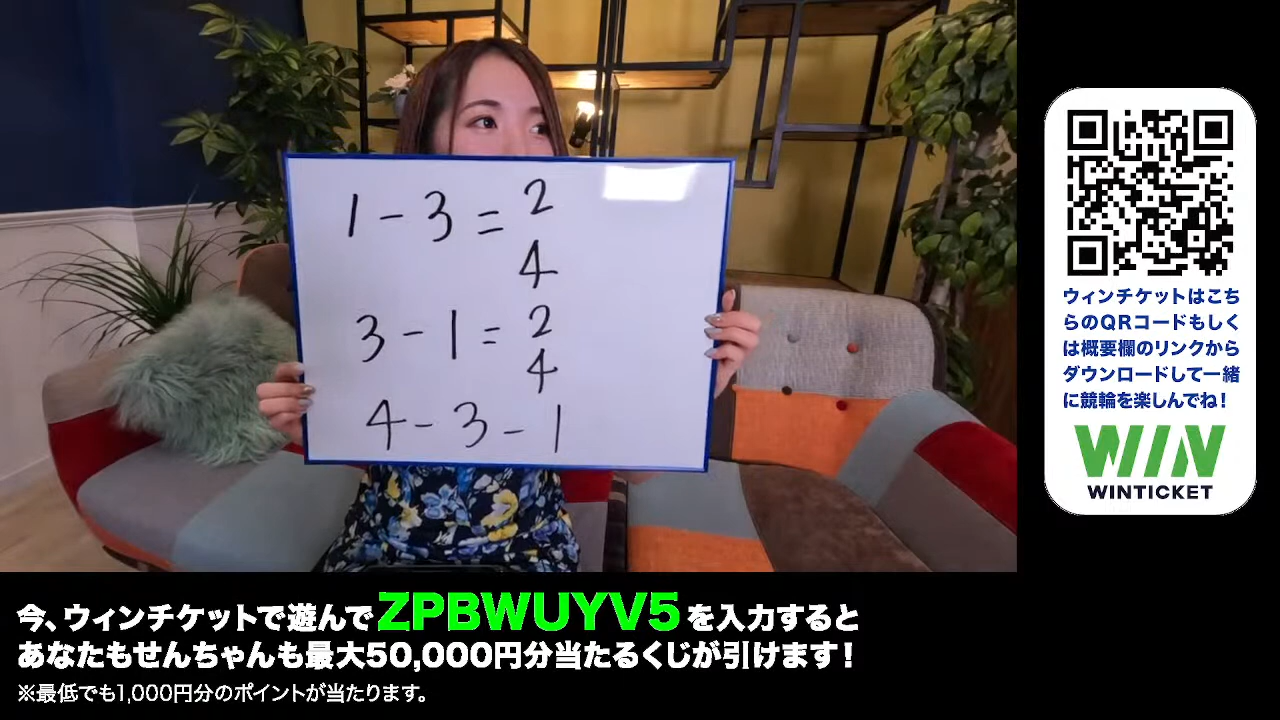 1-3=2
4
3-1=2
4
4-3-1
ウィンチケットはこち
らのQRコードもしく
は概要欄のリンクから
ダウンロードして一緒
に競輪を楽しんでね！
WIN
WINTICKET
今、ウィンチケットで遊んでZPBWUYV5を入力すると
あなたもせんちゃんも最大50,000円分当たるくじが引けます！
※最低でも1,000円分のポイントが当たります。